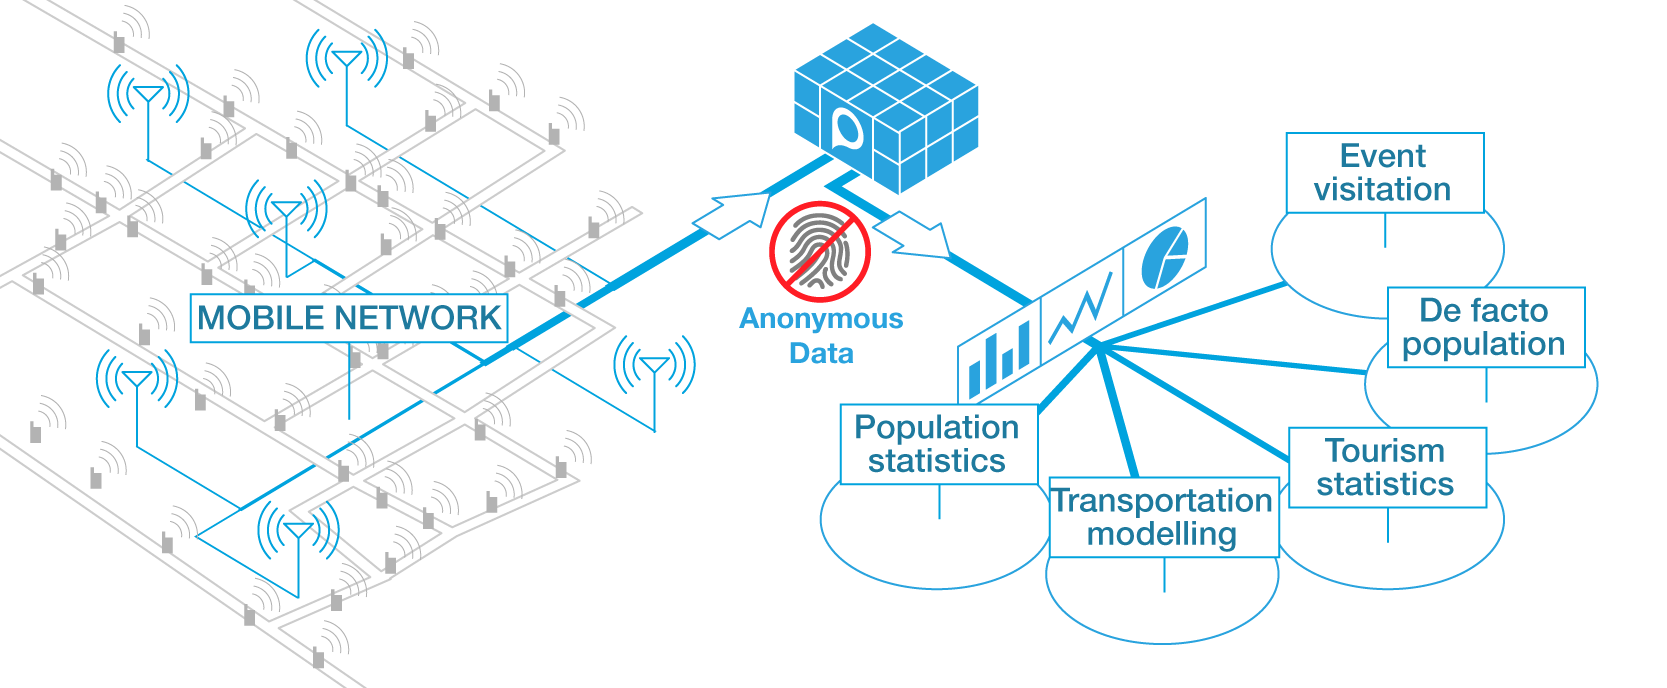 MOBILE NETWORK
Anonymous
Data
Event
visitation
De facto
population
Tourism
statistics
Transportation
modelling
Population
statistics